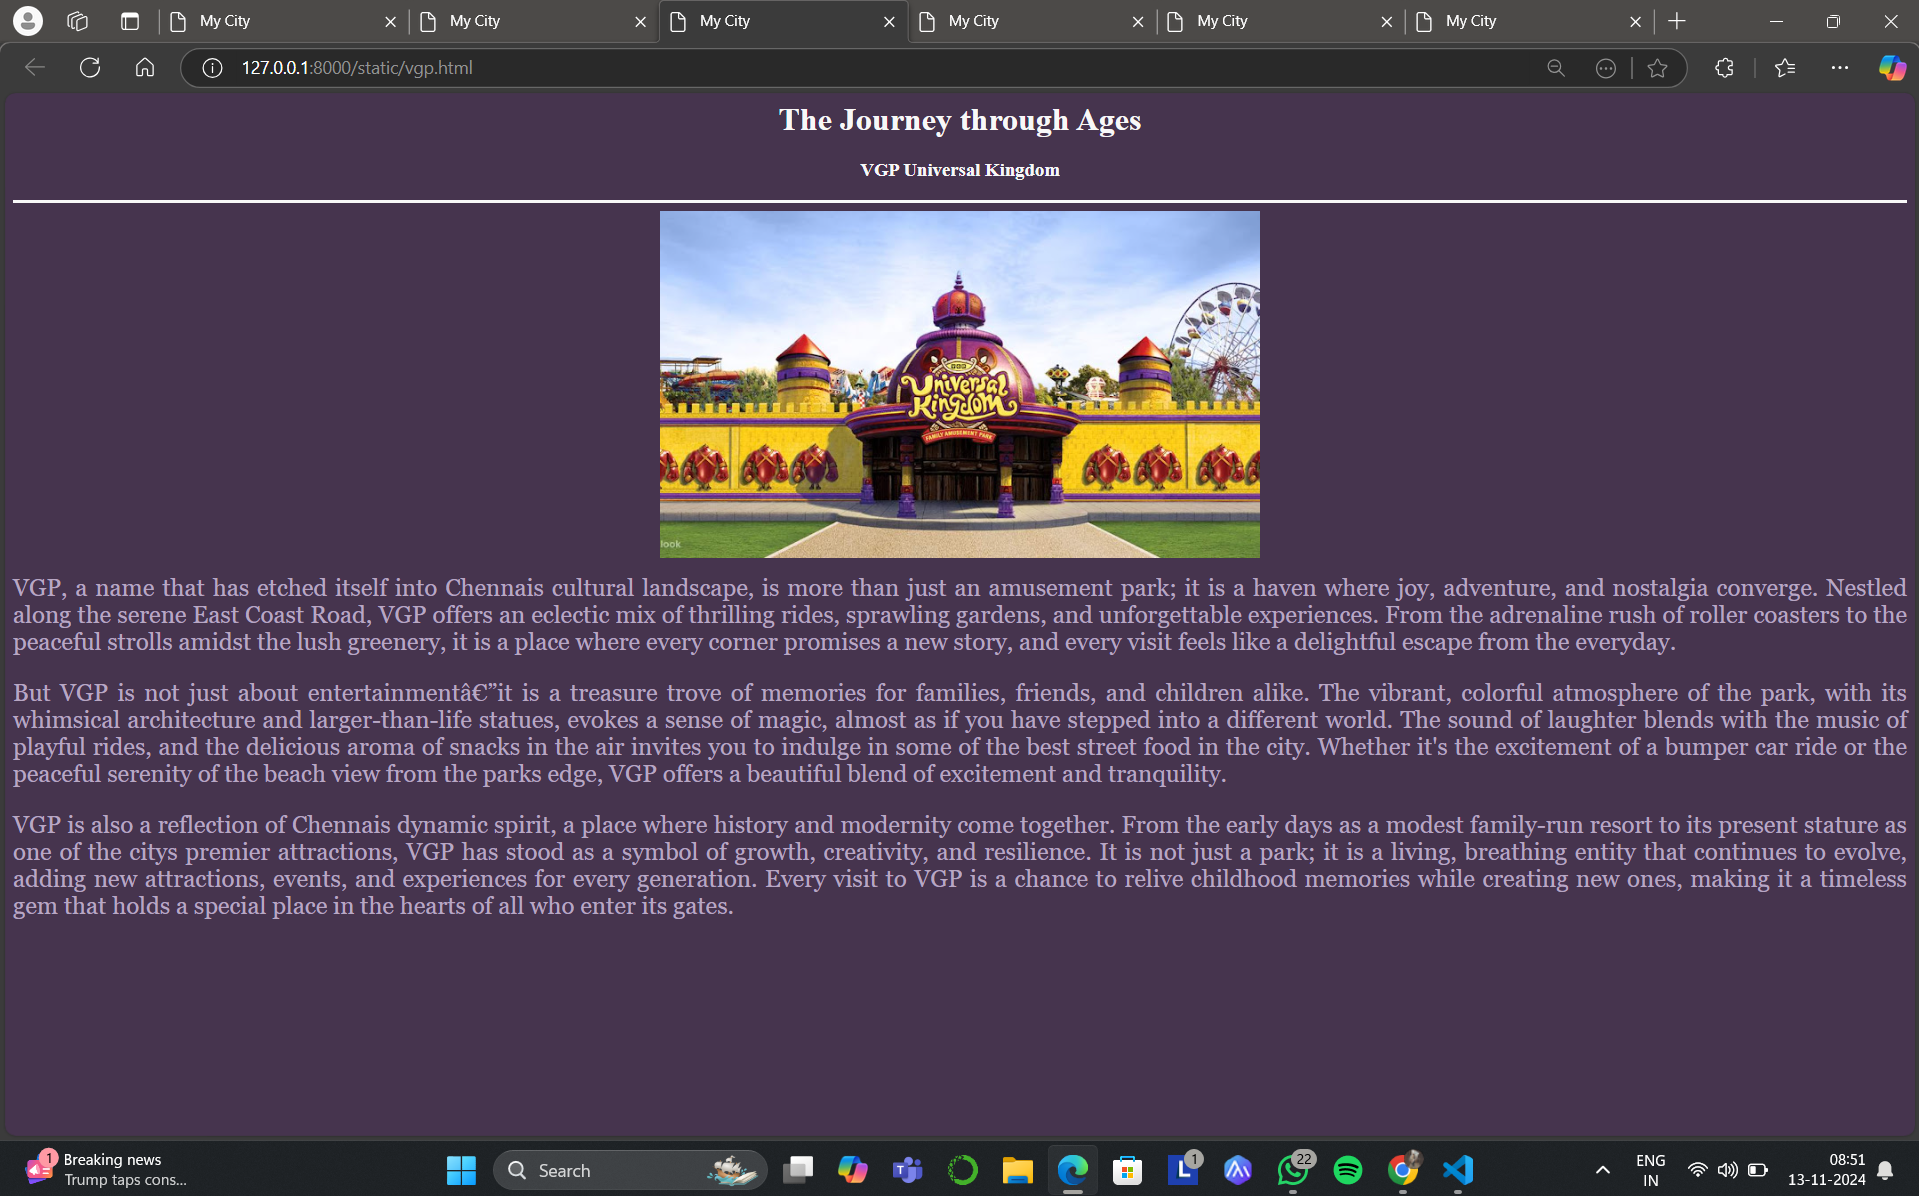 My City
My City
My City
My City
My City
My City
127.0.0.1:8000/static/vgp.html
The Journey through Ages
VGP Universal Kingdom
Universal
Kingdom
FAMILY AMUSEMENT PARK
look
VGP, a name that has etched itself into Chennais cultural landscape, is more than just an amusement park; it is a haven where joy, adventure, and nostalgia converge. Nestled
along the serene East Coast Road, VGP offers an eclectic mix of thrilling rides, sprawling gardens, and unforgettable experiences. From the adrenaline rush of roller coasters to the
peaceful strolls amidst the lush greenery, it is a place where every corner promises a new story, and every visit feels like a delightful escape from the everyday.
But VGP is not just about entertainmentâ€”it is a treasure trove of memories for families, friends, and children alike. The vibrant, colorful atmosphere of the park, with its
whimsical architecture and larger-than-life statues, evokes a sense of magic, almost as if you have stepped into a different world. The sound of laughter blends with the music of
playful rides, and the delicious aroma of snacks in the air invites you to indulge in some of the best street food in the city. Whether it's the excitement of a bumper car ride or the
peaceful serenity of the beach view from the parks edge, VGP offers a beautiful blend of excitement and tranquility.
VGP is also a reflection of Chennais dynamic spirit, a place where history and modernity come together. From the early days as a modest family-run resort to its present stature as
one of the citys premier attractions, VGP has stood as a symbol of growth, creativity, and resilience. It is not just a park; it is a living, breathing entity that continues to evolve,
adding new attractions, events, and experiences for every generation. Every visit to VGP is a chance to relive childhood memories while creating new ones, making it a timeless
gem that holds a special place in the hearts of all who enter its gates.
1
Breaking news
Trump taps cons...
Search
L
1
22
ENG
IN
08:51
13-11-2024